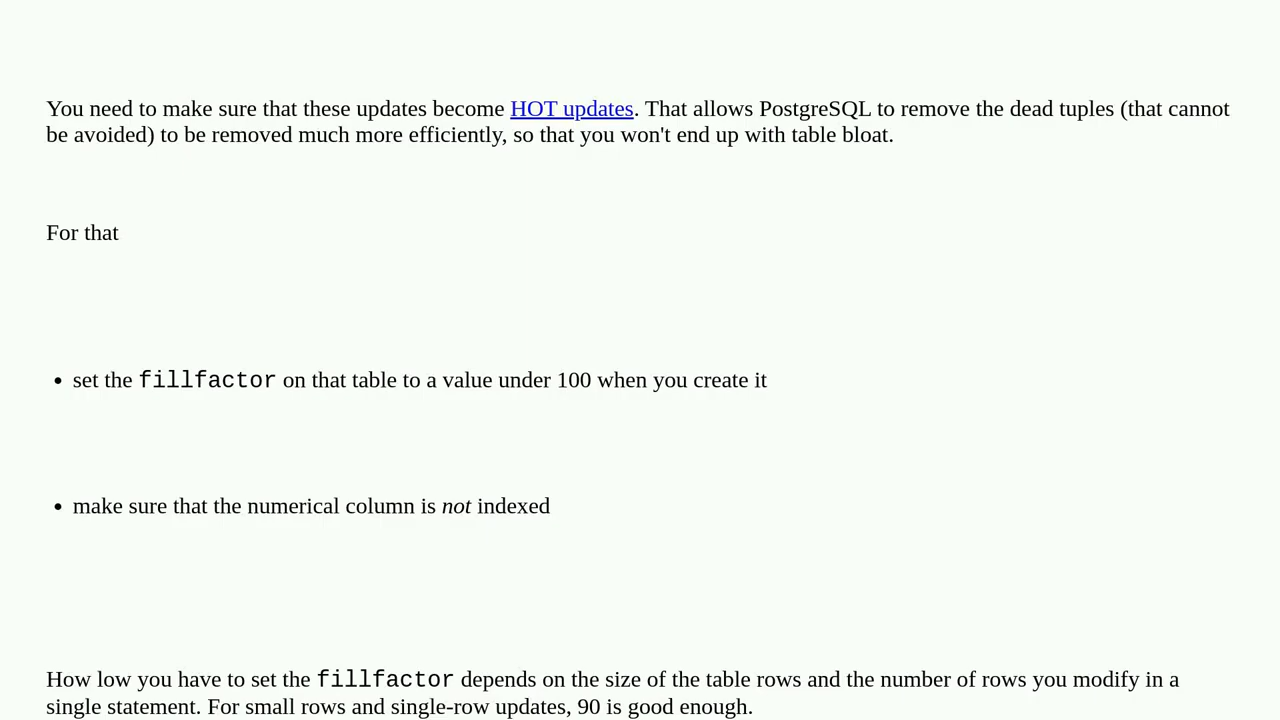 You need to make sure that these updates become HOT updates. That allows PostgreSQL to remove the dead tuples (that cannot
be avoided) to be removed much more efficiently, so that you won't end up with table bloat.
For that
• set the fillfactor on that table to a value under 100 when you create it
• make sure that the numerical column is not indexed
How low you have to set the fillfactor depends on the size of the table rows and the number of rows you modify in a
single statement. For small rows and single-row updates, 90 is good enough.